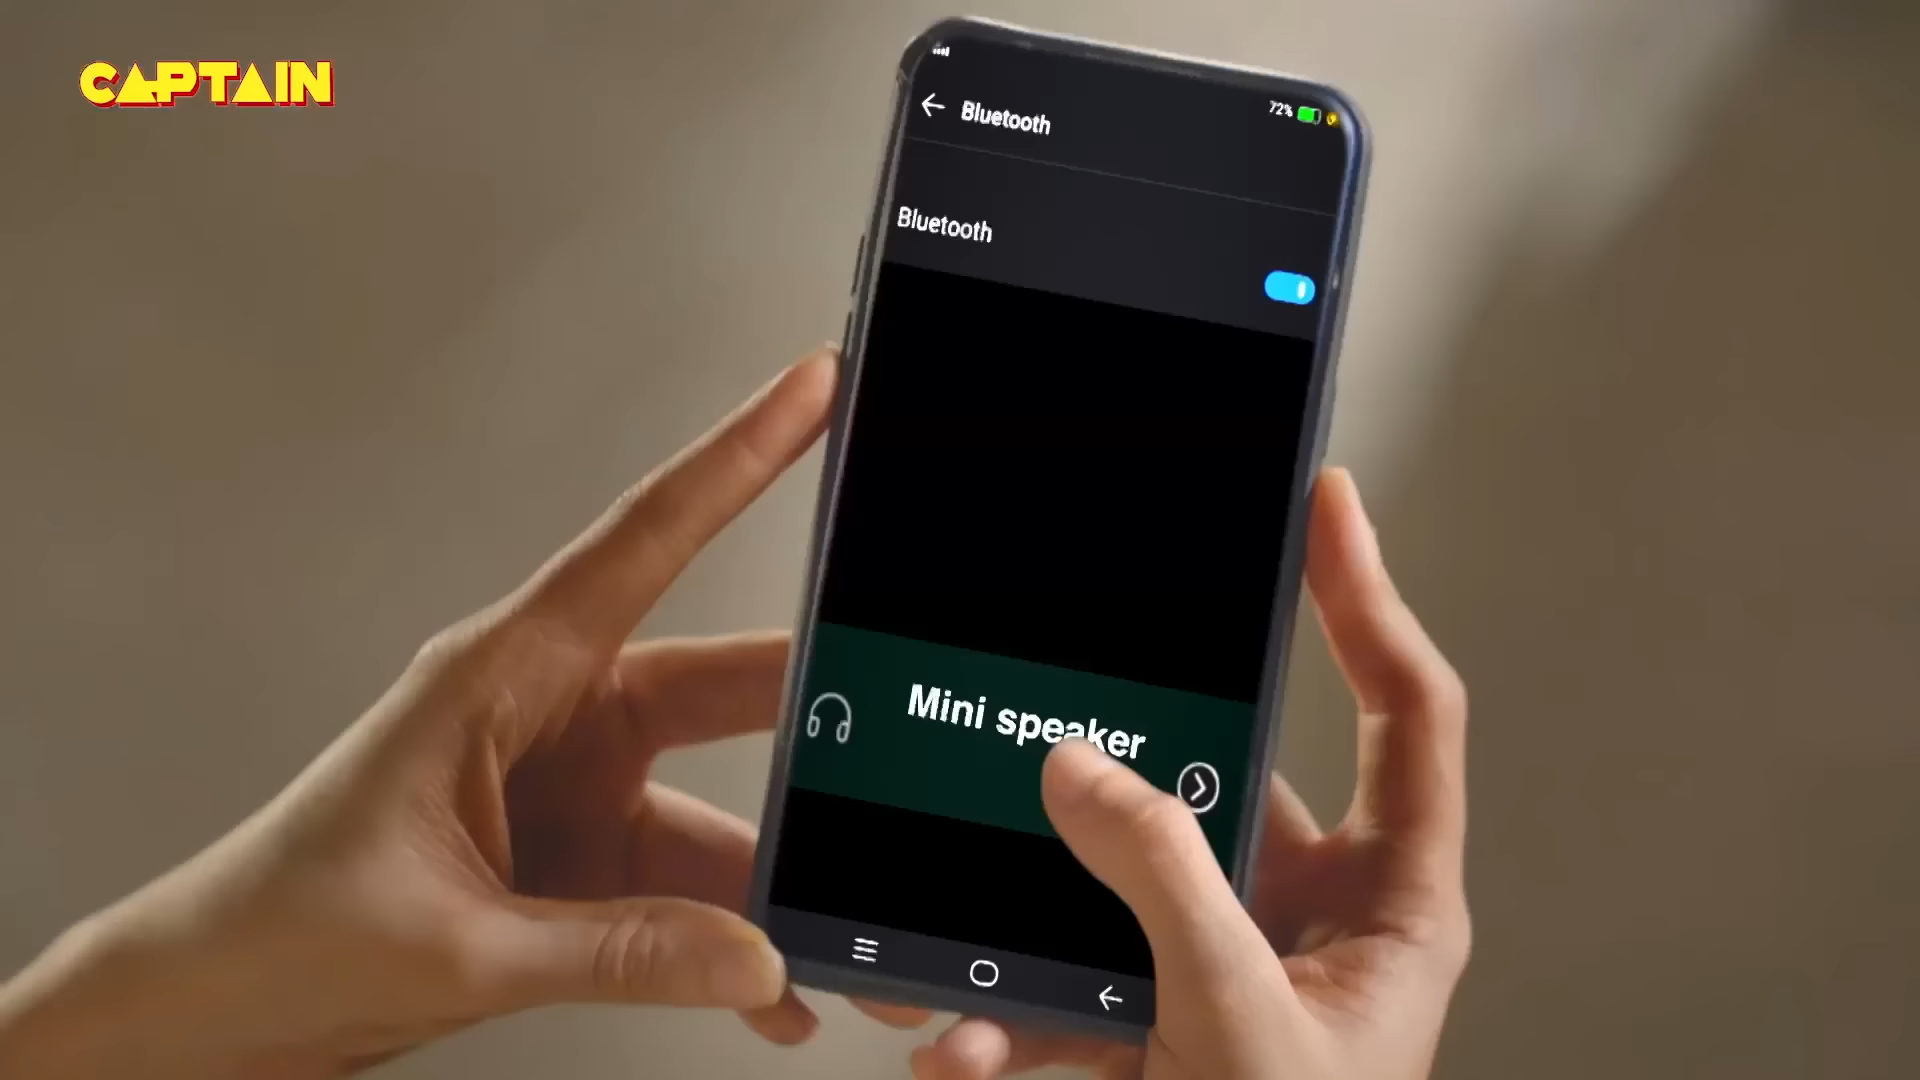 CAPTAIN
72%
Bluetooth
Bluetooth
Mini speaker